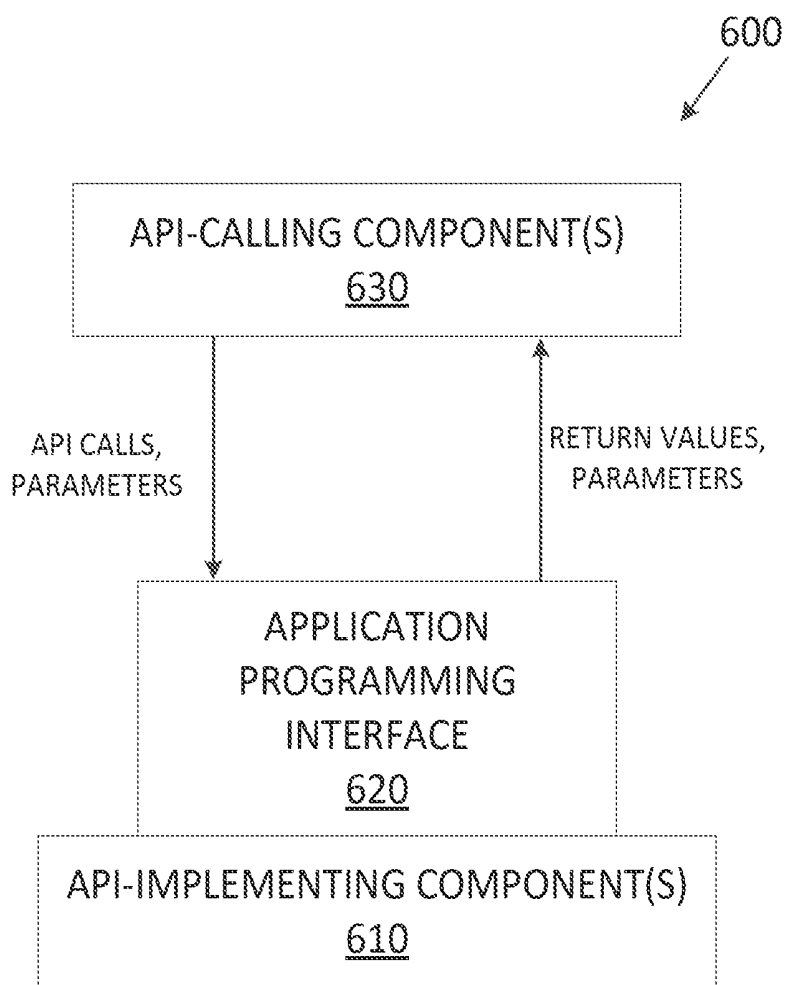 600
API-CALLING COMPONENT(S)
630
API CALLS,
PARAMETERS
RETURN VALUES,
PARAMETERS
APPLICATION
PROGRAMMING
INTERFACE
620
API-IMPLEMENTING COMPONENT(S)
610